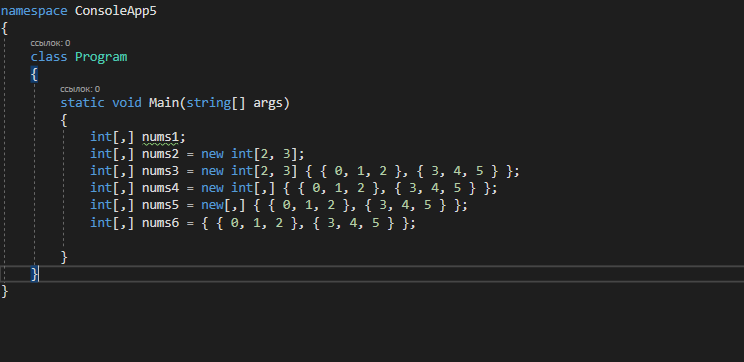 namespace ConsoleApp5
{
ссылок: 0
class Program
{
ссылок: 0
static void Main(string[] args)
{
int[,] nums1;
int[,] nums2 = new int[2, 3];
int[,] nums3 = new int[2, 3] { { 0, 1, 2 }, { 3, 4, 5 } };
int[,] nums4 = new int[,] { { 0, 1, 2 }, { 3, 4, 5 } };
int[,] nums5 = new[,] { { 0, 1, 2 }, { 3, 4, 5 } };
int[,] nums6 = { { 0, 1, 2 }, { 3, 4, 5 } };
}
}
}